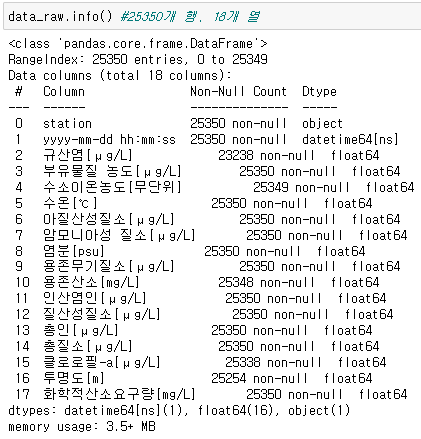 data_raw.info() #25350개 행, 18개 열
<class 'pandas.core.frame.DataFrame'>
RangeIndex: 25350 entries, 0 to 25349
Data columns (total 18 columns):
 #   Column               Non-Null Count  Dtype
---  ------               --------------  -----
 0   station              25350 non-null  object
 1   yyyy-mm-dd hh:mm:ss  25350 non-null  datetime64[ns]
 2   규산염[μg/L]            23238 non-null  float64
 3   부유물질 농도[μg/L]         25350 non-null  float64
 4   수소이온농도[무단위]          25349 non-null  float64
 5   수온[℃]                25350 non-null  float64
 6   아질산성질소[μg/L]         25350 non-null  float64
 7   암모니아성 질소[μg/L]       25350 non-null  float64
 8   염분[psu]              25350 non-null  float64
 9   용존무기질소[μg/L]         25350 non-null  float64
 10  용존산소[mg/L]           25348 non-null  float64
 11  인산염인[μg/L]           25350 non-null  float64
 12  질산성질소[μg/L]          25350 non-null  float64
 13  총인[μg/L]             25350 non-null  float64
 14  총질소[μg/L]            25350 non-null  float64
 15  클로로필-a[μg/L]         25338 non-null  float64
 16  투명도[m]               25254 non-null  float64
 17  화학적산소요구량[mg/L]       25350 non-null  float64
dtypes: datetime64[ns](1), float64(16), object(1)
memory usage: 3.5+ MB